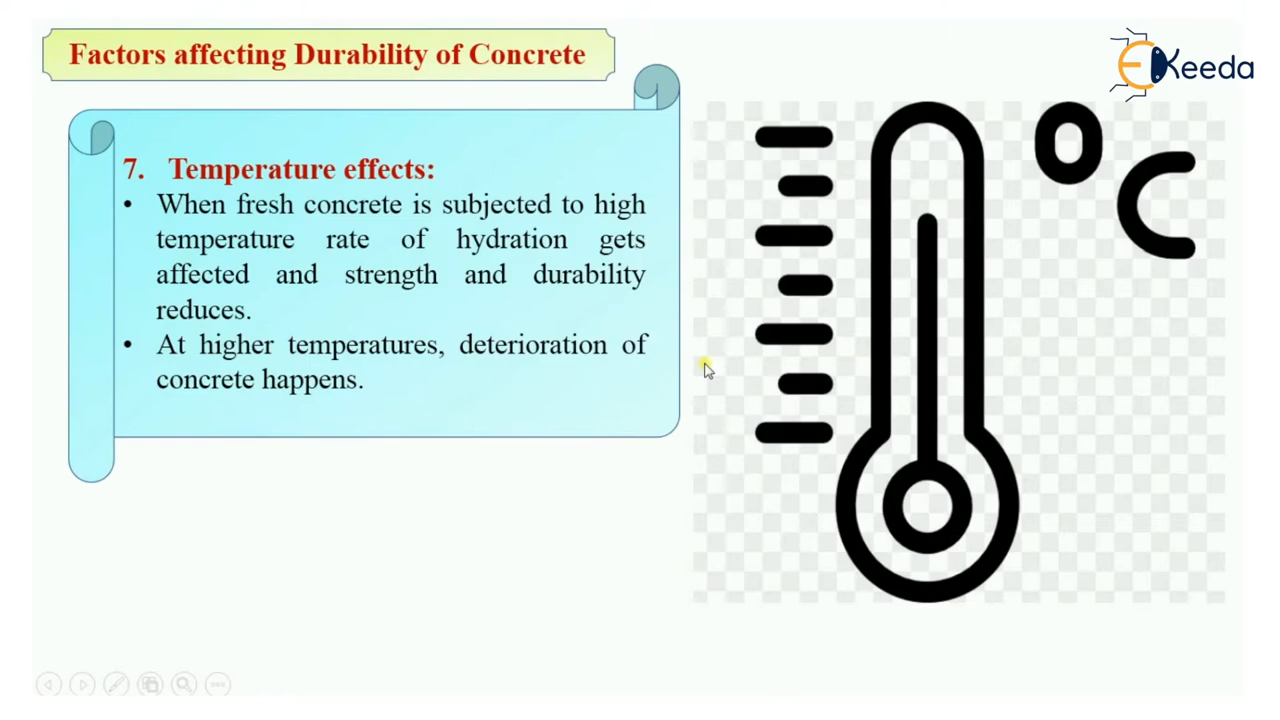 Factors affecting Durability of Concrete
EKeeda
7. Temperature effects:
• When fresh concrete is subjected to high
temperature rate of hydration gets
affected and strength and durability
reduces.
• At higher temperatures, deterioration of
concrete happens.
°C